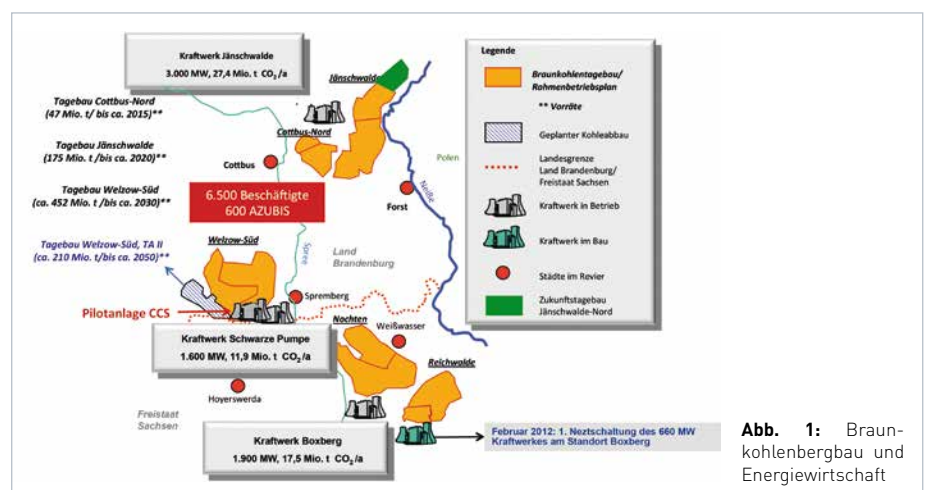 Kraftwerk Jänschwalde
3.000 MW, 27,4 Mio. t CO₂/a
Tagebau Cottbus-Nord
(47 Mio. t/ bis ca. 2015)**
Tagebau Jänschwalde
(175 Mio. t /bis ca. 2020)**
Tagebau Welzow-Süd
(ca. 452 Mio. t /bis ca. 2030)**
Tagebau Welzow-Süd, TA II
(ca. 210 Mio. t/bis ca. 2050)**
Pilotanlage CCS
Jänschwalde
Cottbus-Nord
Cottbus
6.500 Beschäftigte
600 AZUBIS
Forst
Polen
Neiße
Welzow-Süd
Spree
Land
Brandenburg
Spremberg
Kraftwerk Schwarze Pumpe
1.600 MW, 11,9 Mio. t CO₂/a
Nochten
Weißwasser
Reichwalde
Hoyerswerda
Freistaat
Sachsen
Kraftwerk Boxberg
1.900 MW, 17,5 Mio. t CO₂/a
Februar 2012: 1. Neztschaltung des 660 MW
Kraftwerkes am Standort Boxberg
Legende
Braunkohlentagebau/
Rahmenbetriebsplan
** Vorräte
Geplanter Kohleabbau
Landesgrenze
Land Brandenburg/
Freistaat Sachsen
Kraftwerk in Betrieb
Kraftwerk im Bau
Städte im Revier
Zukunftstagebau
Jänschwalde-Nord
Abb. 1: Braun-
kohlenbergbau und
Energiewirtschaft